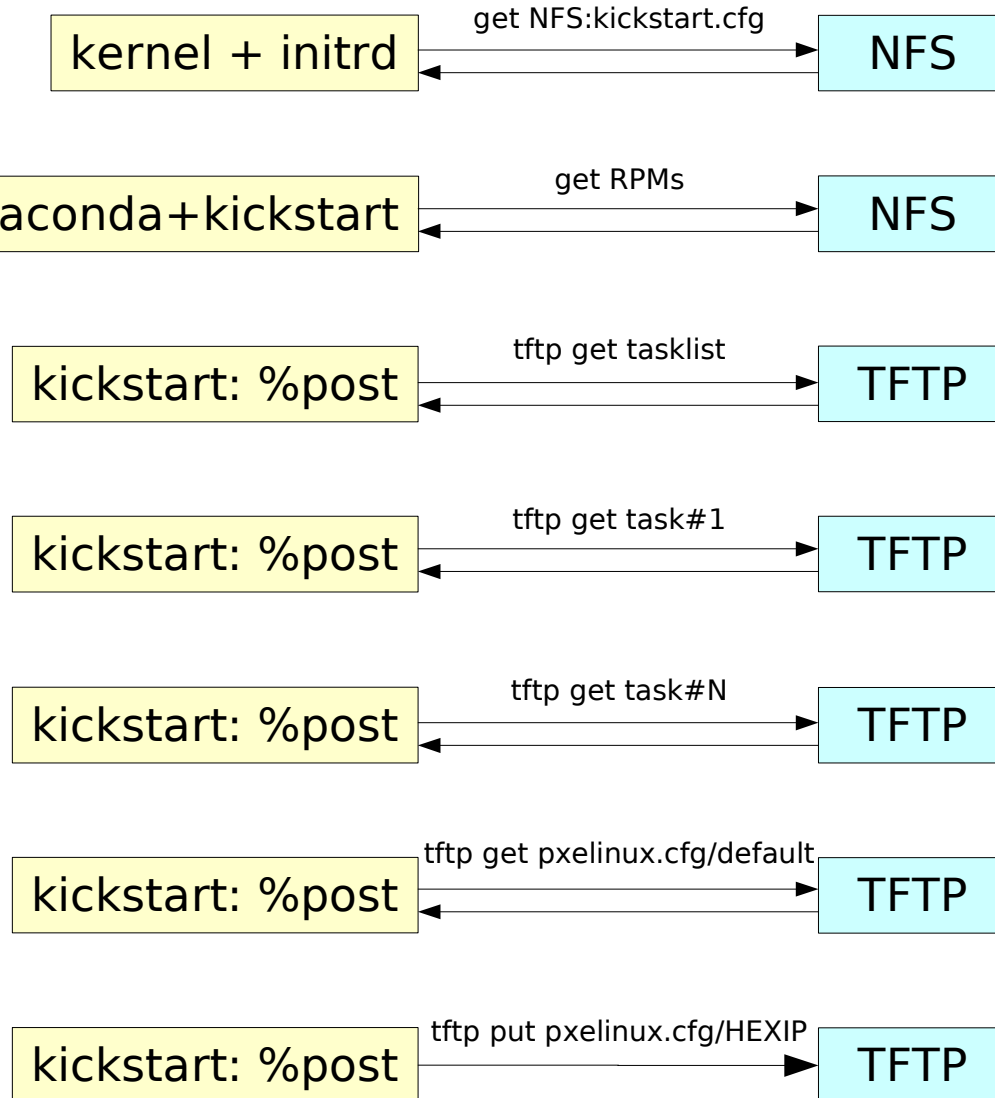 get NFS:kickstart.cfg
kernel + initrd
NFS
get RPMs
aconda+kickstart
NFS
tftp get tasklist
kickstart: %post
TFTP
tftp get task#1
kickstart: %post
TFTP
tftp get task#N
kickstart: %post
TFTP
tftp get pxelinux.cfg/default
kickstart: %post
TFTP
tftp put pxelinux.cfg/HEXIP
kickstart: %post
TFTP